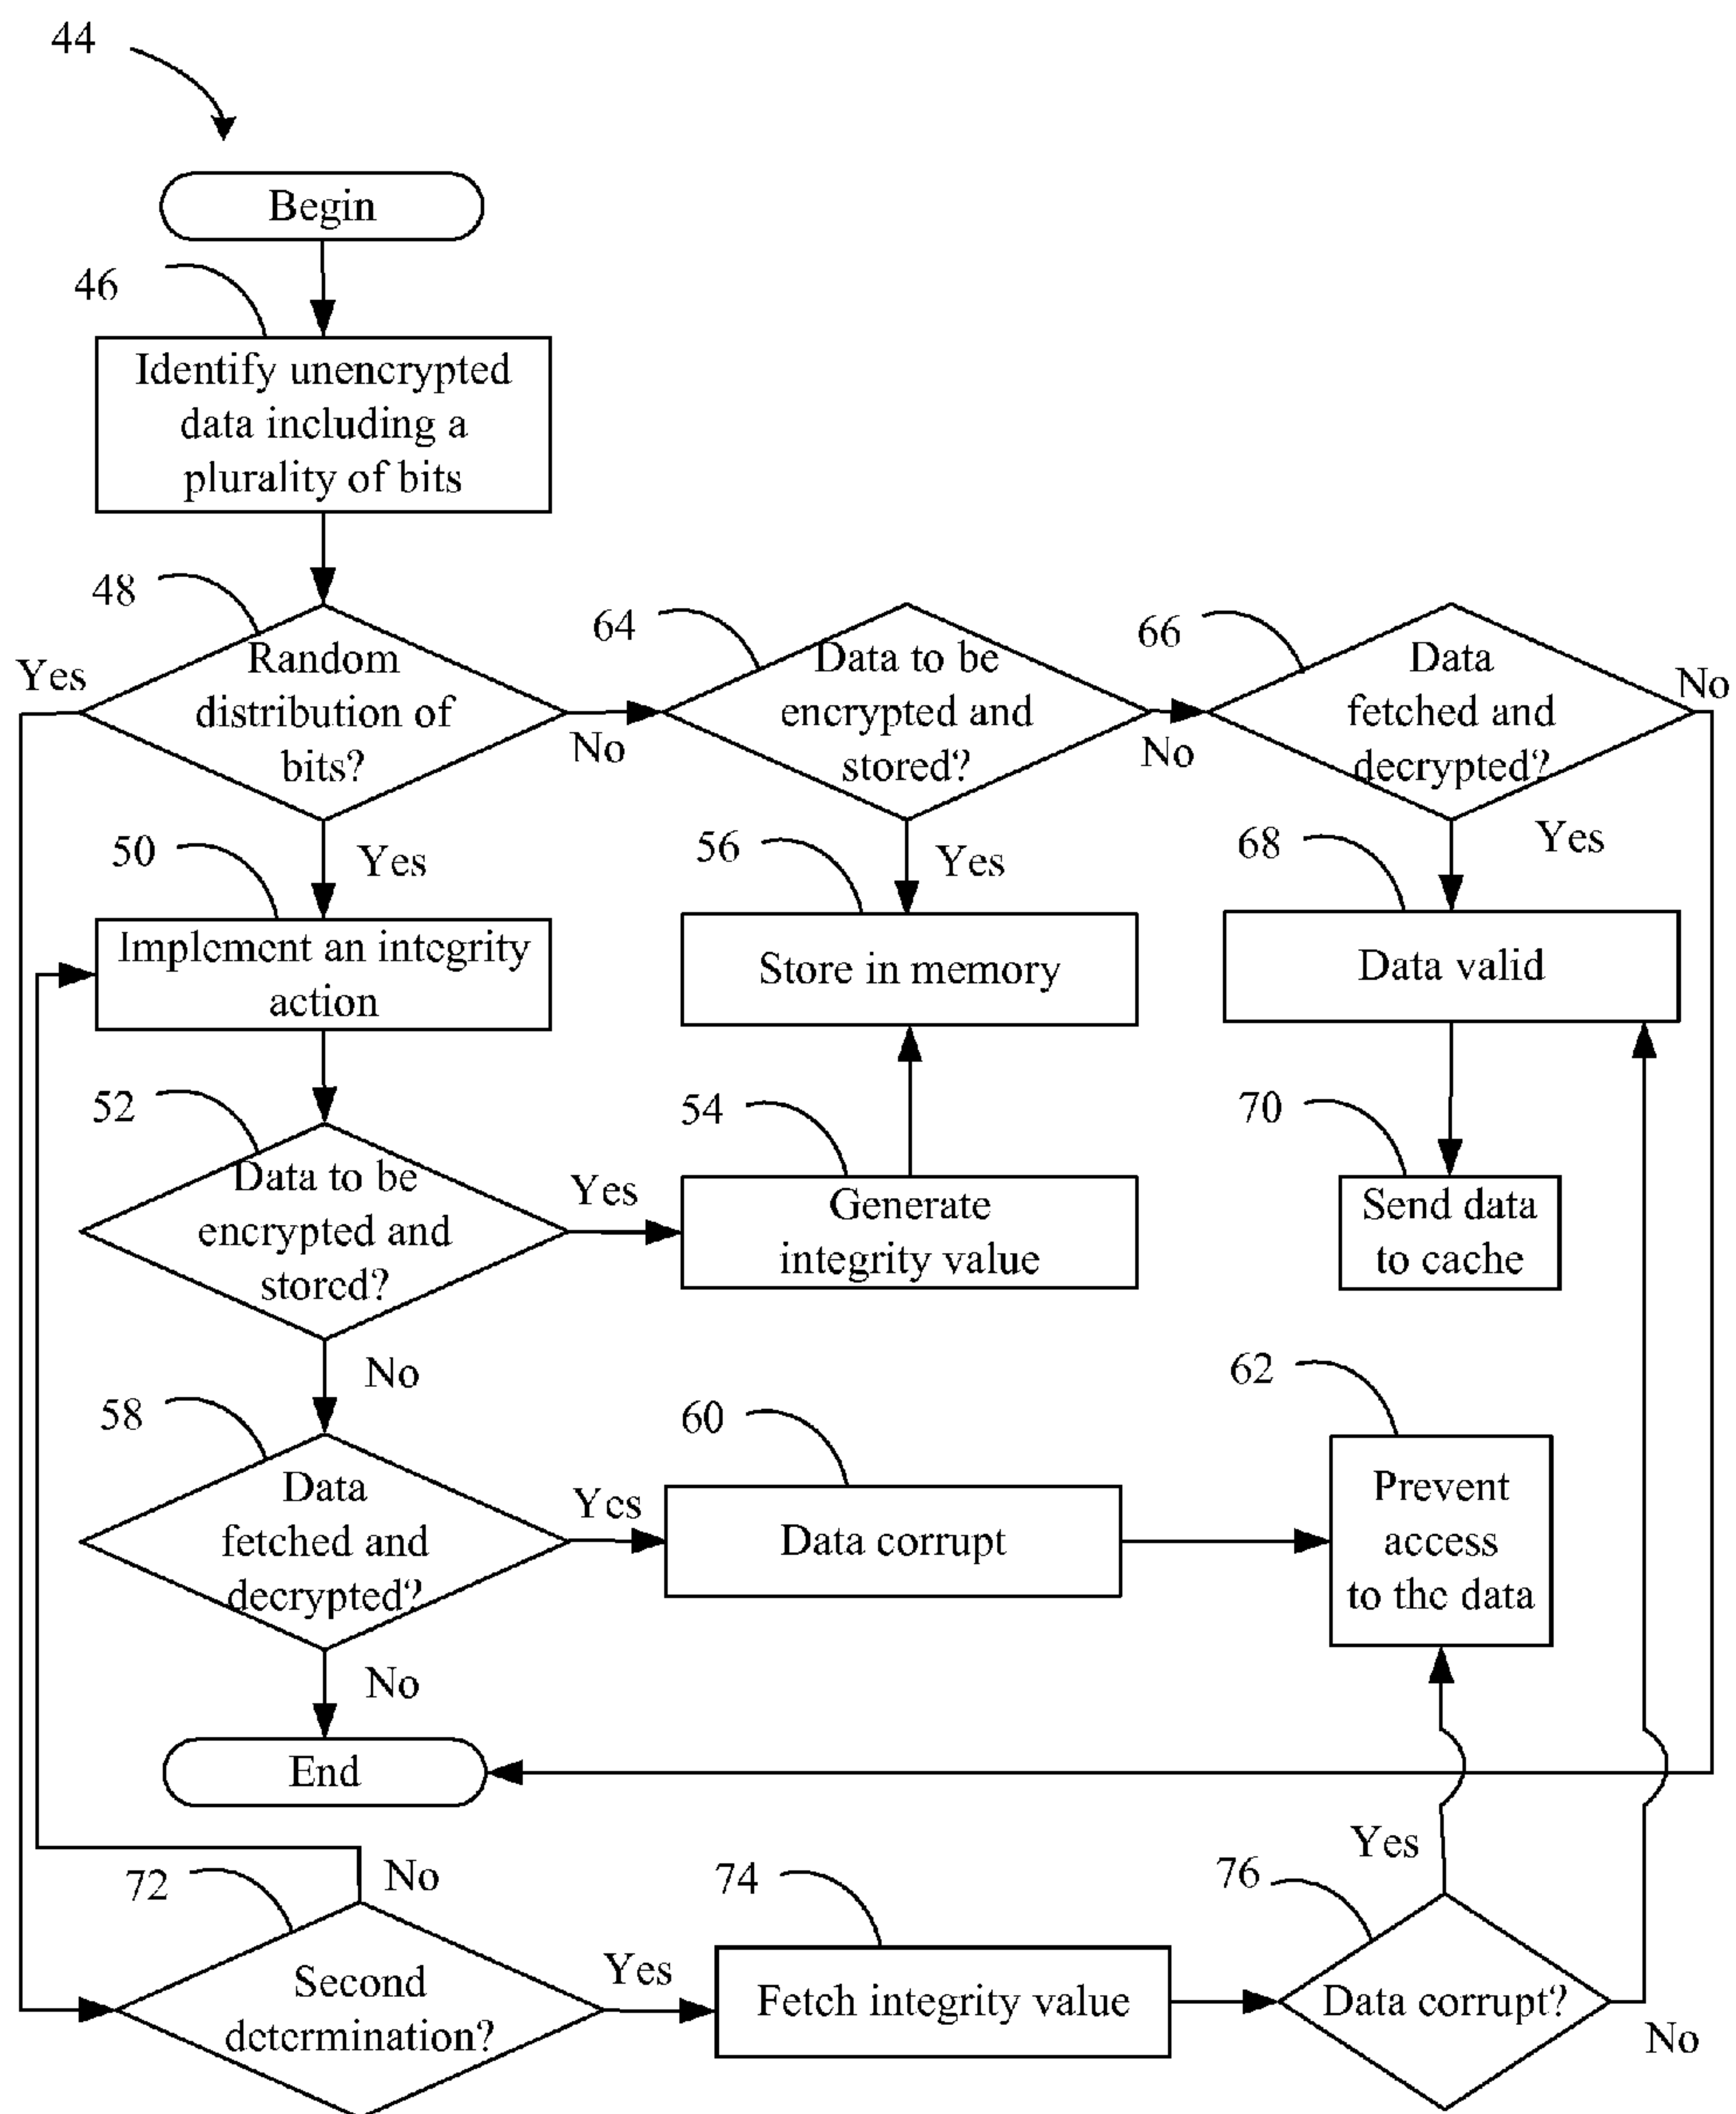 44
Begin
46
Identify unencrypted
data including a
plurality of bits
48
Random
distribution of
bits?
Yes
No
64
Data to be
encrypted and
stored?
No
66
Data
fetched and
decrypted?
No
Yes
50
Implement an integrity
action
Yes
56
Store in memory
Yes
68
Data valid
52
Data to be
encrypted and
stored?
Yes
54
Generate
integrity value
70
Send data
to cache
No
58
Data
fetched and
decrypted?
Yes
60
Data corrupt
62
Prevent
access
to the data
No
End
72
No
Second
determination?
Yes
74
Fetch integrity value
76
Yes
Data corrupt?
No